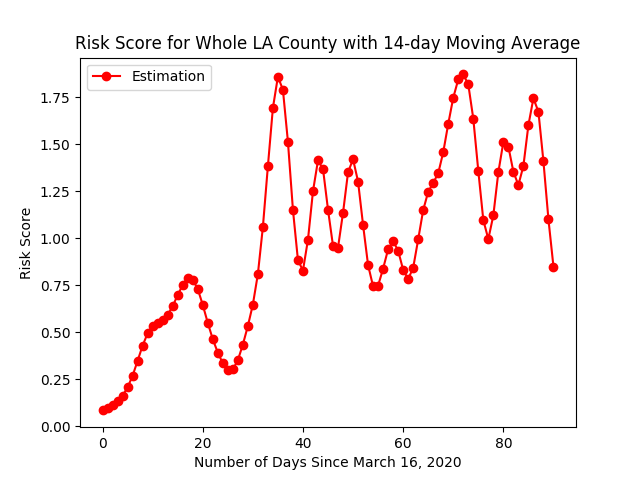 Risk Score for Whole LA County with 14-day Moving Average
Estimation
Risk Score
1.75
1.50
1.25
1.00
0.75
0.50
0.25
0.00
0 20 40 60 80
Number of Days Since March 16, 2020